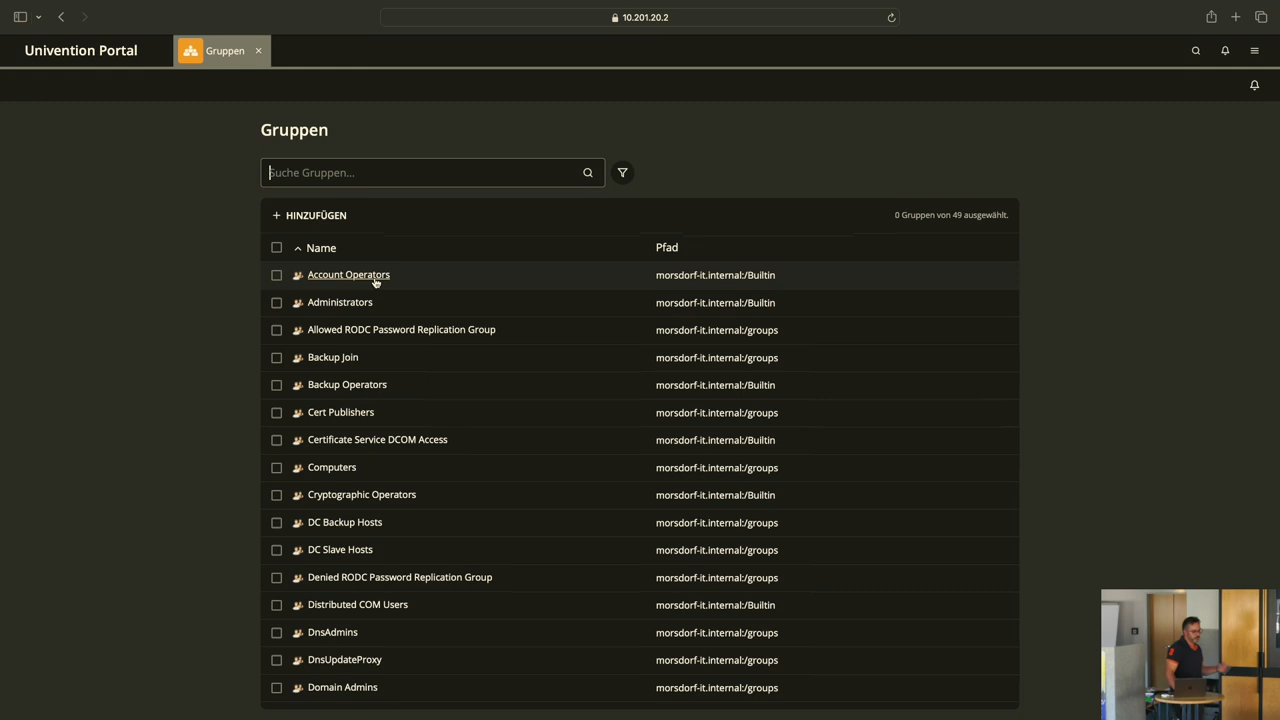 10.201.20.2
Univention Portal
Gruppen
Gruppen
Suche Gruppen...
HINZUFÜGEN
0 Gruppen von 49 ausgewählt.
Name Pfad
Account Operators morsdorf-it.internal:/Builtin
Administrators morsdorf-it.internal:/Builtin
Allowed RODC Password Replication Group morsdorf-it.internal:/groups
Backup Join morsdorf-it.internal:/groups
Backup Operators morsdorf-it.internal:/Builtin
Cert Publishers morsdorf-it.internal:/groups
Certificate Service DCOM Access morsdorf-it.internal:/Builtin
Computers morsdorf-it.internal:/groups
Cryptographic Operators morsdorf-it.internal:/Builtin
DC Backup Hosts morsdorf-it.internal:/groups
DC Slave Hosts morsdorf-it.internal:/groups
Denied RODC Password Replication Group morsdorf-it.internal:/groups
Distributed COM Users morsdorf-it.internal:/Builtin
DnsAdmins morsdorf-it.internal:/groups
DnsUpdateProxy morsdorf-it.internal:/groups
Domain Admins morsdorf-it.internal:/groups